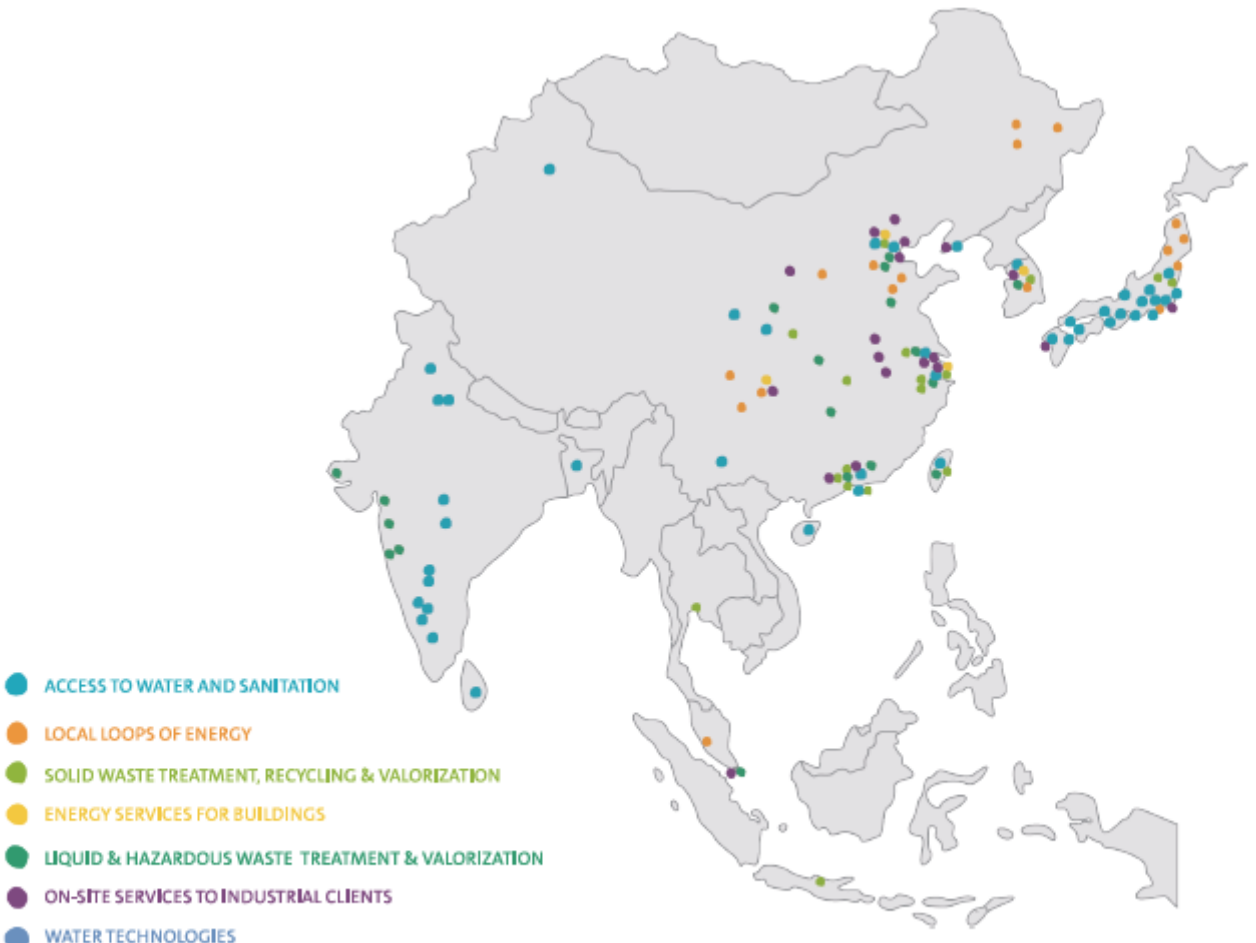 ACCESS TO WATER AND SANITATION
LOCAL LOOPS OF ENERGY
SOLID WASTE TREATMENT, RECYCLING & VALORIZATION
ENERGY SERVICES FOR BUILDINGS
LIQUID & HAZARDOUS WASTE TREATMENT & VALORIZATION
ON-SITE SERVICES TO INDUSTRIAL CLIENTS
WATER TECHNOLOGIES